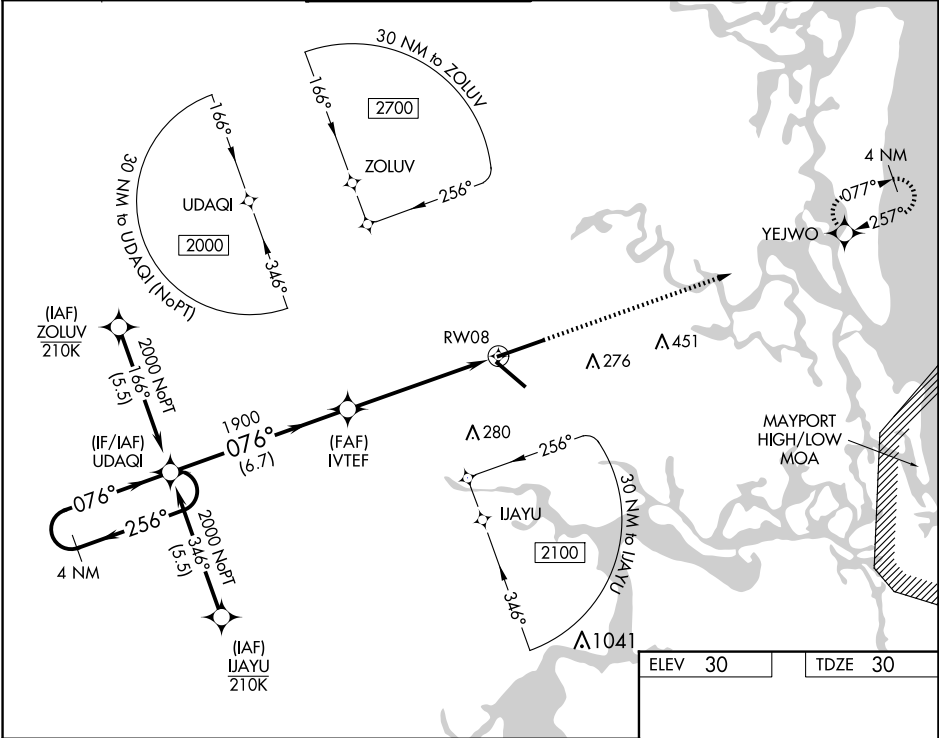 30 NM to ZOLUV
166°
2700
ZOLUV
256°
166°
30 NM to UDAQI (NoPT)
UDAQI
2000
346°
4 NM
077°
257°
YEJWO
(IAF)
ZOLUV
210K
2000 NoPT
166°
(5.5)
RW08
276
451
1900
076°
(6.7)
(FAF)
IVTEF
(IF/IAF)
UDAQI
280
MAYPORT
HIGH/LOW
MOA
076°
256°
4 NM
2000 NoPT
346°
(5.5)
256°
IJAYU
30 NM to IJAYU
2100
346°
(IAF)
IJAYU
210K
1041
ELEV 30
TDZE 30